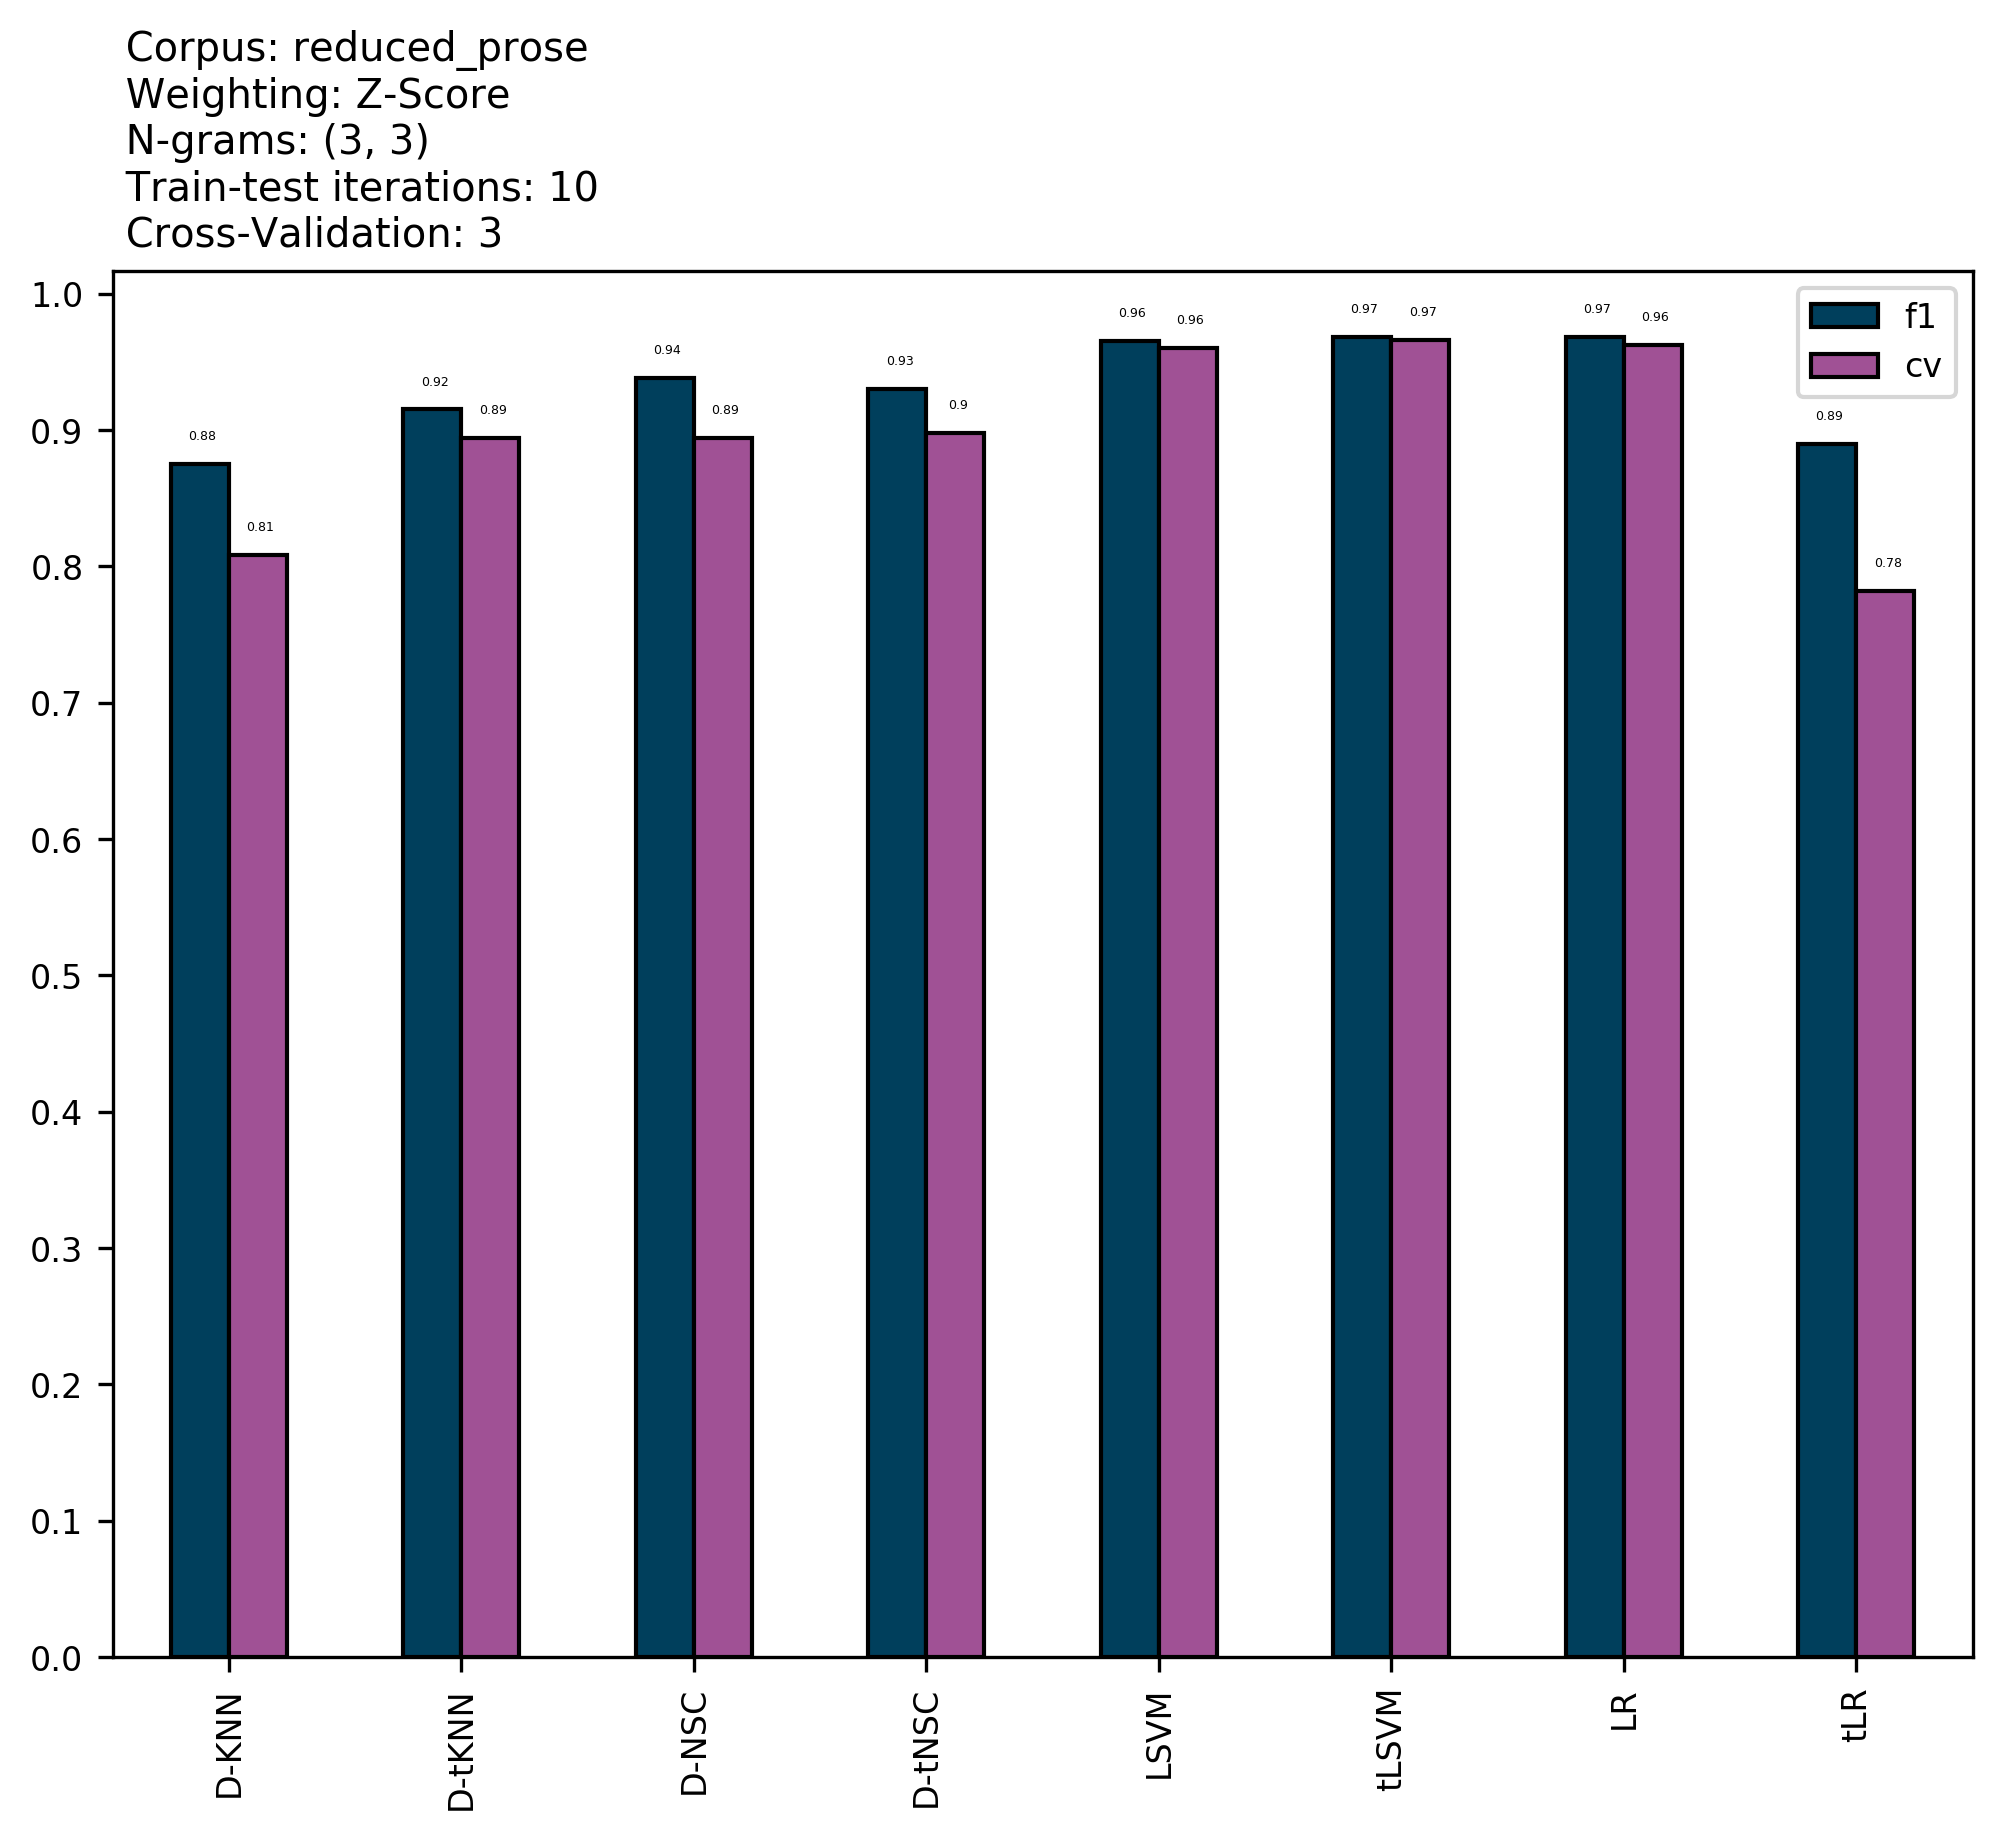 Corpus: reduced_prose
Weighting: Z-Score
N-grams: (3, 3)
Train-test iterations: 10
Cross-Validation: 3
1.0
0.9
0.8
0.7
0.6
0.5
0.4
0.3
0.2
0.1
0.0
0.88
0.81
0.92
0.89
0.94
0.89
0.93
0.9
0.96
0.96
0.97
0.97
0.97
0.96
0.89
0.78
f1
cv
D-KNN
D-tKNN
D-NSC
D-tNSC
LSVM
tLSVM
LR
tLR